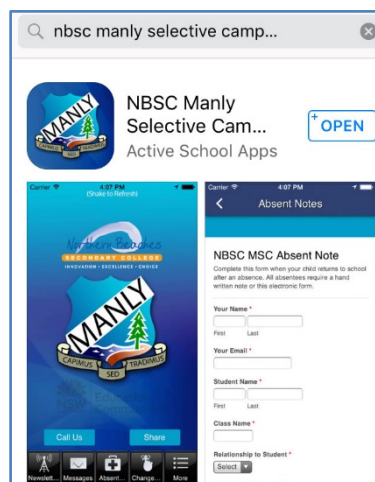 nbsc manly selective camp...
MANLY
NBSC Manly
Selective Cam...
Active School Apps
+ OPEN
Carrier 4:07 PM
(Shake to Refresh)
Northern Beaches
SECONDARY COLLEGE
INNOVATION • EXCELLENCE • CHOICE
MANLY
CAPIMUS SED TRADIMUS
NSW
Call Us Share
Newslett... Messages Absent... Change... More
Carrier 4:07 PM
Absent Notes
NBSC MSC Absent Note
Complete this form when your child returns to school
after an absence. All absentees require a hand
written note or this electronic form.
Your Name *
First Last
Your Email *
Student Name *
First Last
Class Name *
Relationship to Student *
Select